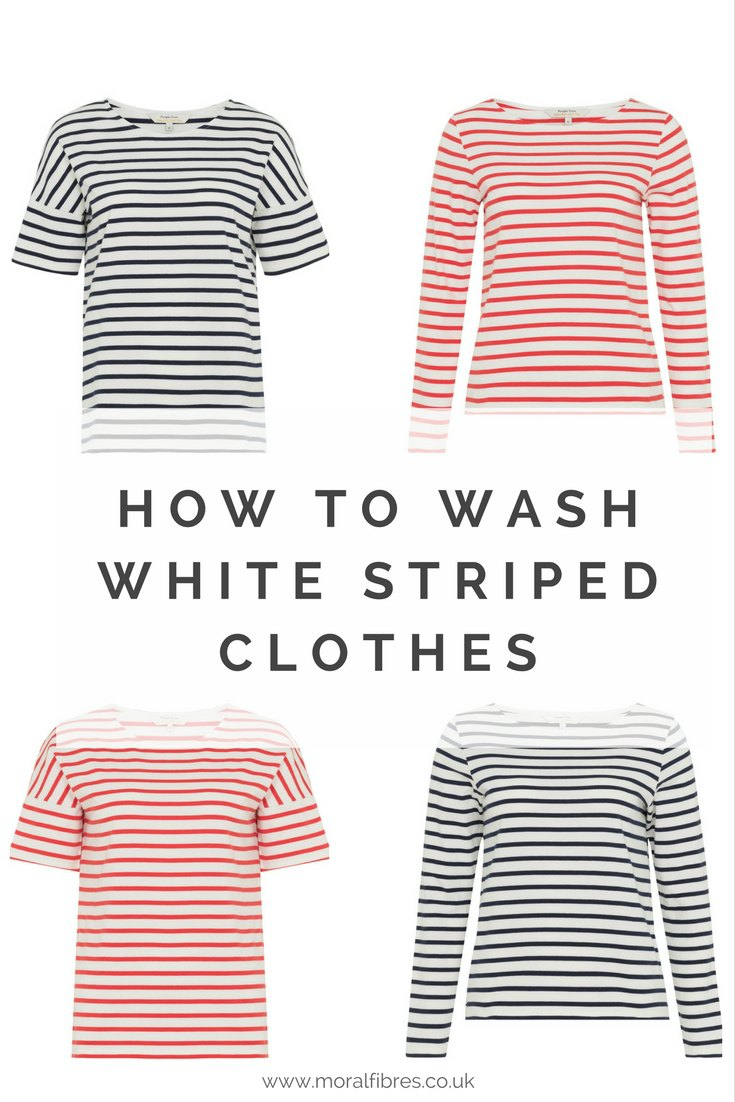 HOW TO WASH
WHITE STRIPED
CLOTHES
www.moralfibres.co.uk